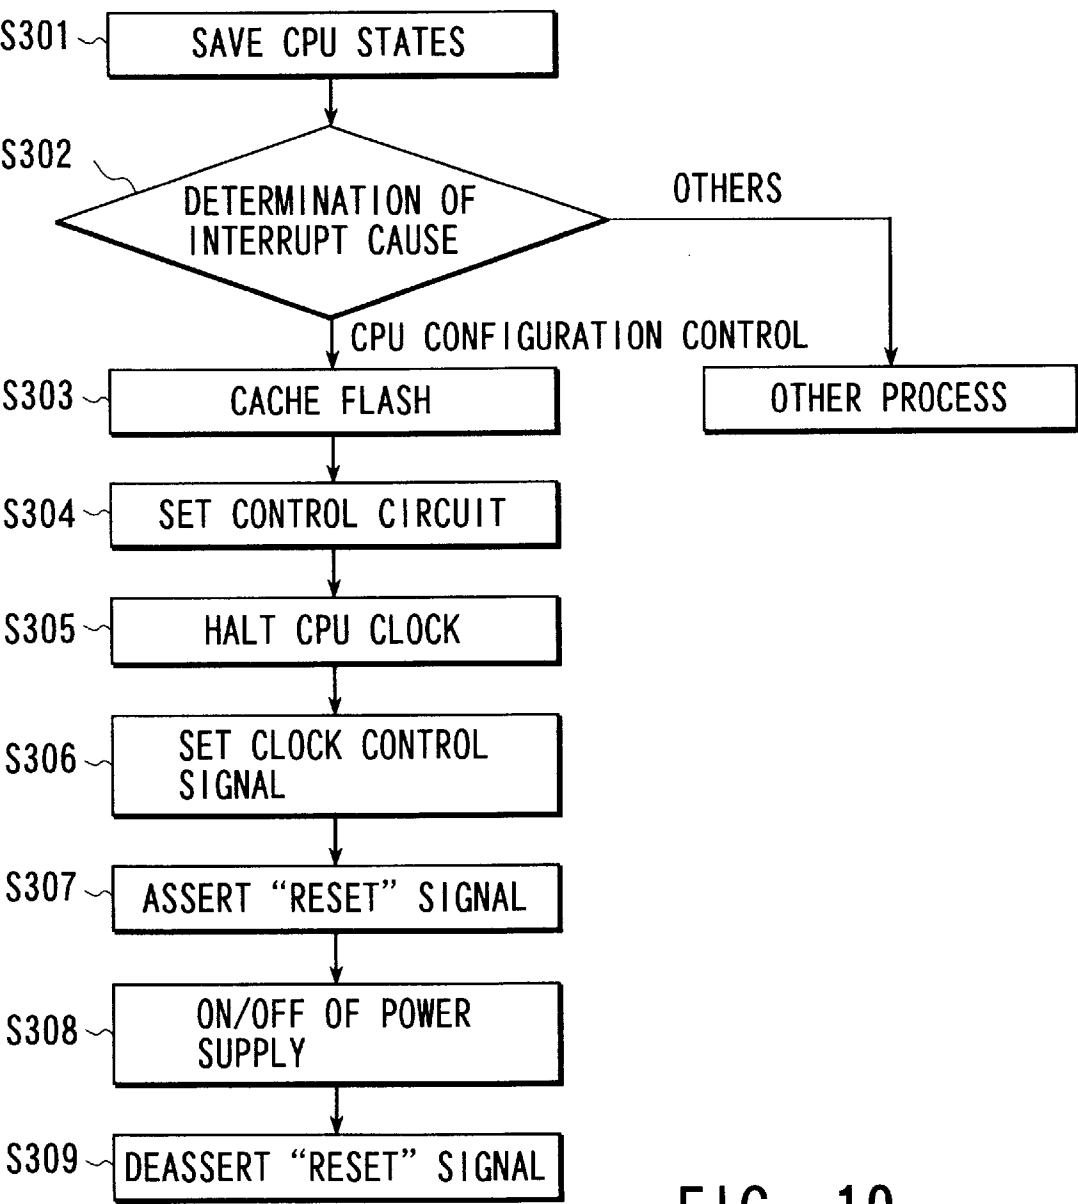 S301
SAVE CPU STATES
S302
DETERMINATION OF
INTERRUPT CAUSE
OTHERS
CPU CONFIGURATION CONTROL
S303
CACHE FLASH
OTHER PROCESS
S304
SET CONTROL CIRCUIT
S305
HALT CPU CLOCK
S306
SET CLOCK CONTROL
SIGNAL
S307
ASSERT “RESET” SIGNAL
S308
ON/OFF OF POWER
SUPPLY
S309
DEASSERT “RESET” SIGNAL
FIG.